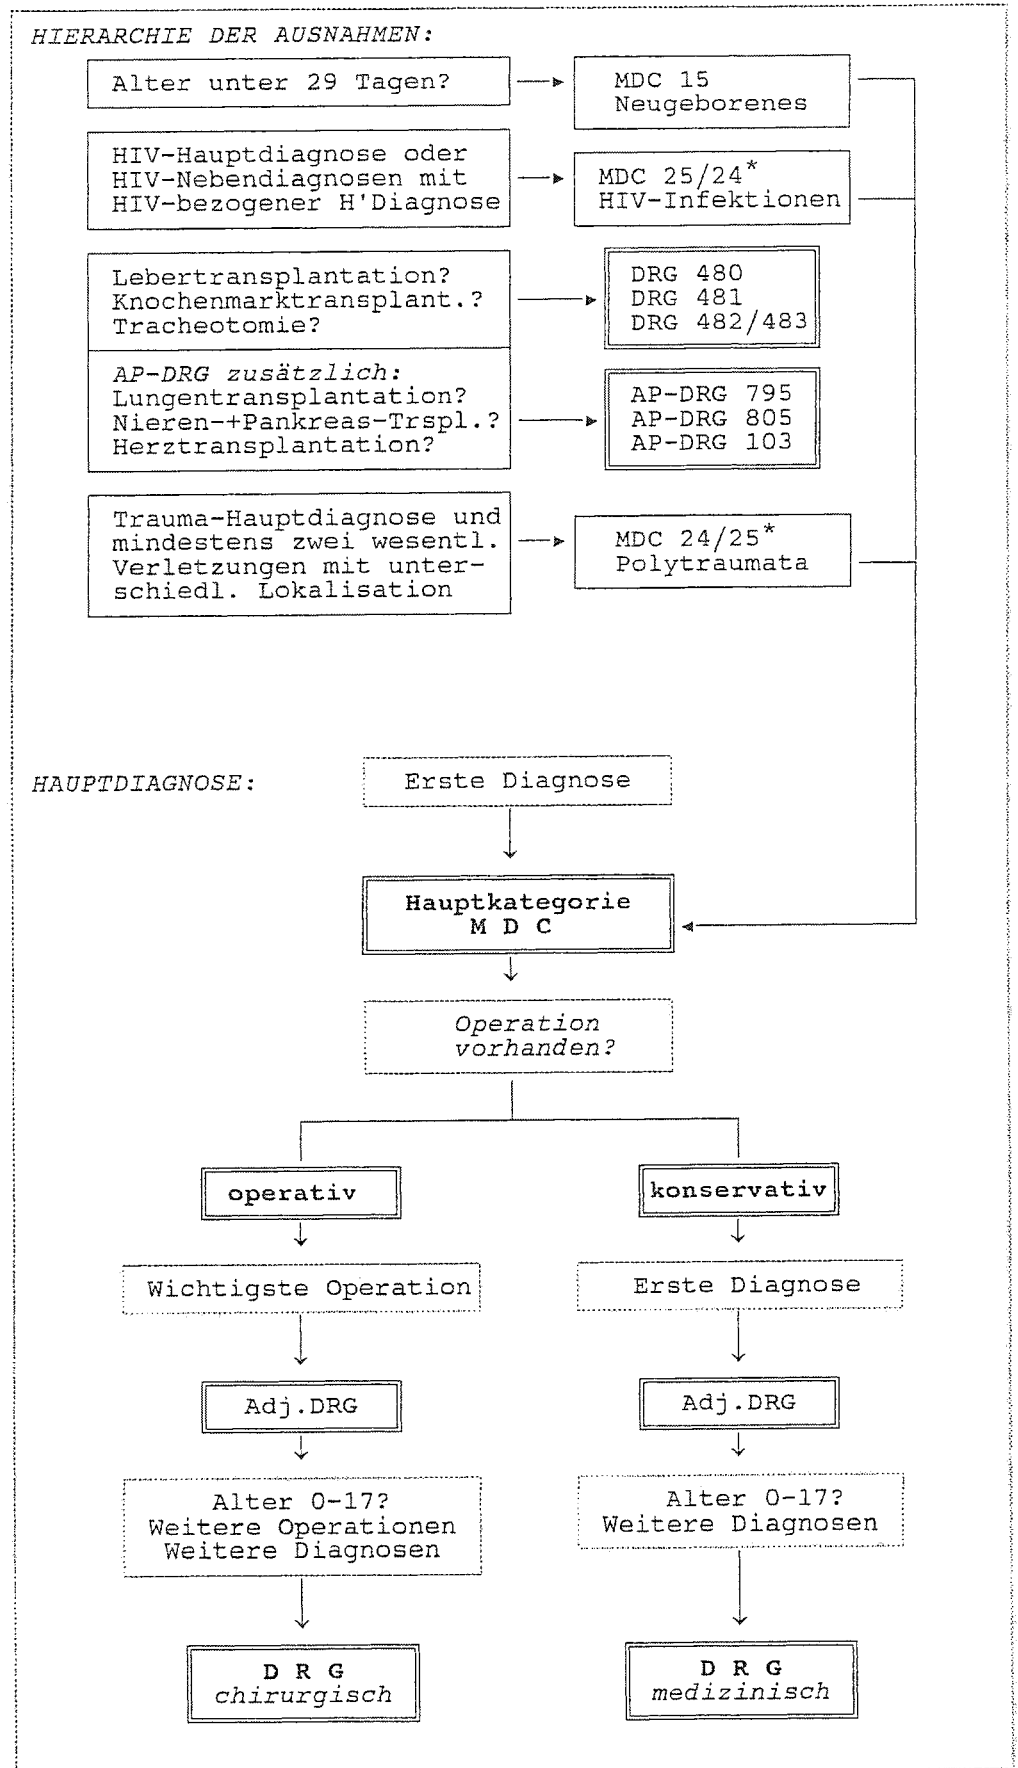 HIERARCHIE DER AUSNAHMEN:
Alter unter 29 Tagen?
MDC 15
Neugeborenes
HIV-Hauptdiagnose oder
HIV-Nebendiagnosen mit
HIV-bezogener H'Diagnose
MDC 25/24*
HIV-Infektionen
Lebertransplantation?
Knochenmarktransplant.?
Tracheotomie?
DRG 480
DRG 481
DRG 482/483
AP-DRG zusätzlich:
Lungentransplantation?
Nieren-+Pankreas-Trspl.?
Herztransplantation?
AP-DRG 795
AP-DRG 805
AP-DRG 103
Trauma-Hauptdiagnose und
mindestens zwei wesentl.
Verletzungen mit unter-
schiedl. Lokalisation
MDC 24/25*
Polytraumata
HAUPTDIAGNOSE:
Erste Diagnose
Hauptkategorie
M D C
Operation
vorhanden?
operativ
konservativ
Wichtigste Operation
Erste Diagnose
Adj.DRG
Adj.DRG
Alter 0-17?
Weitere Operationen
Weitere Diagnosen
Alter 0-17?
Weitere Diagnosen
D R G
chirurgisch
D R G
medizinisch